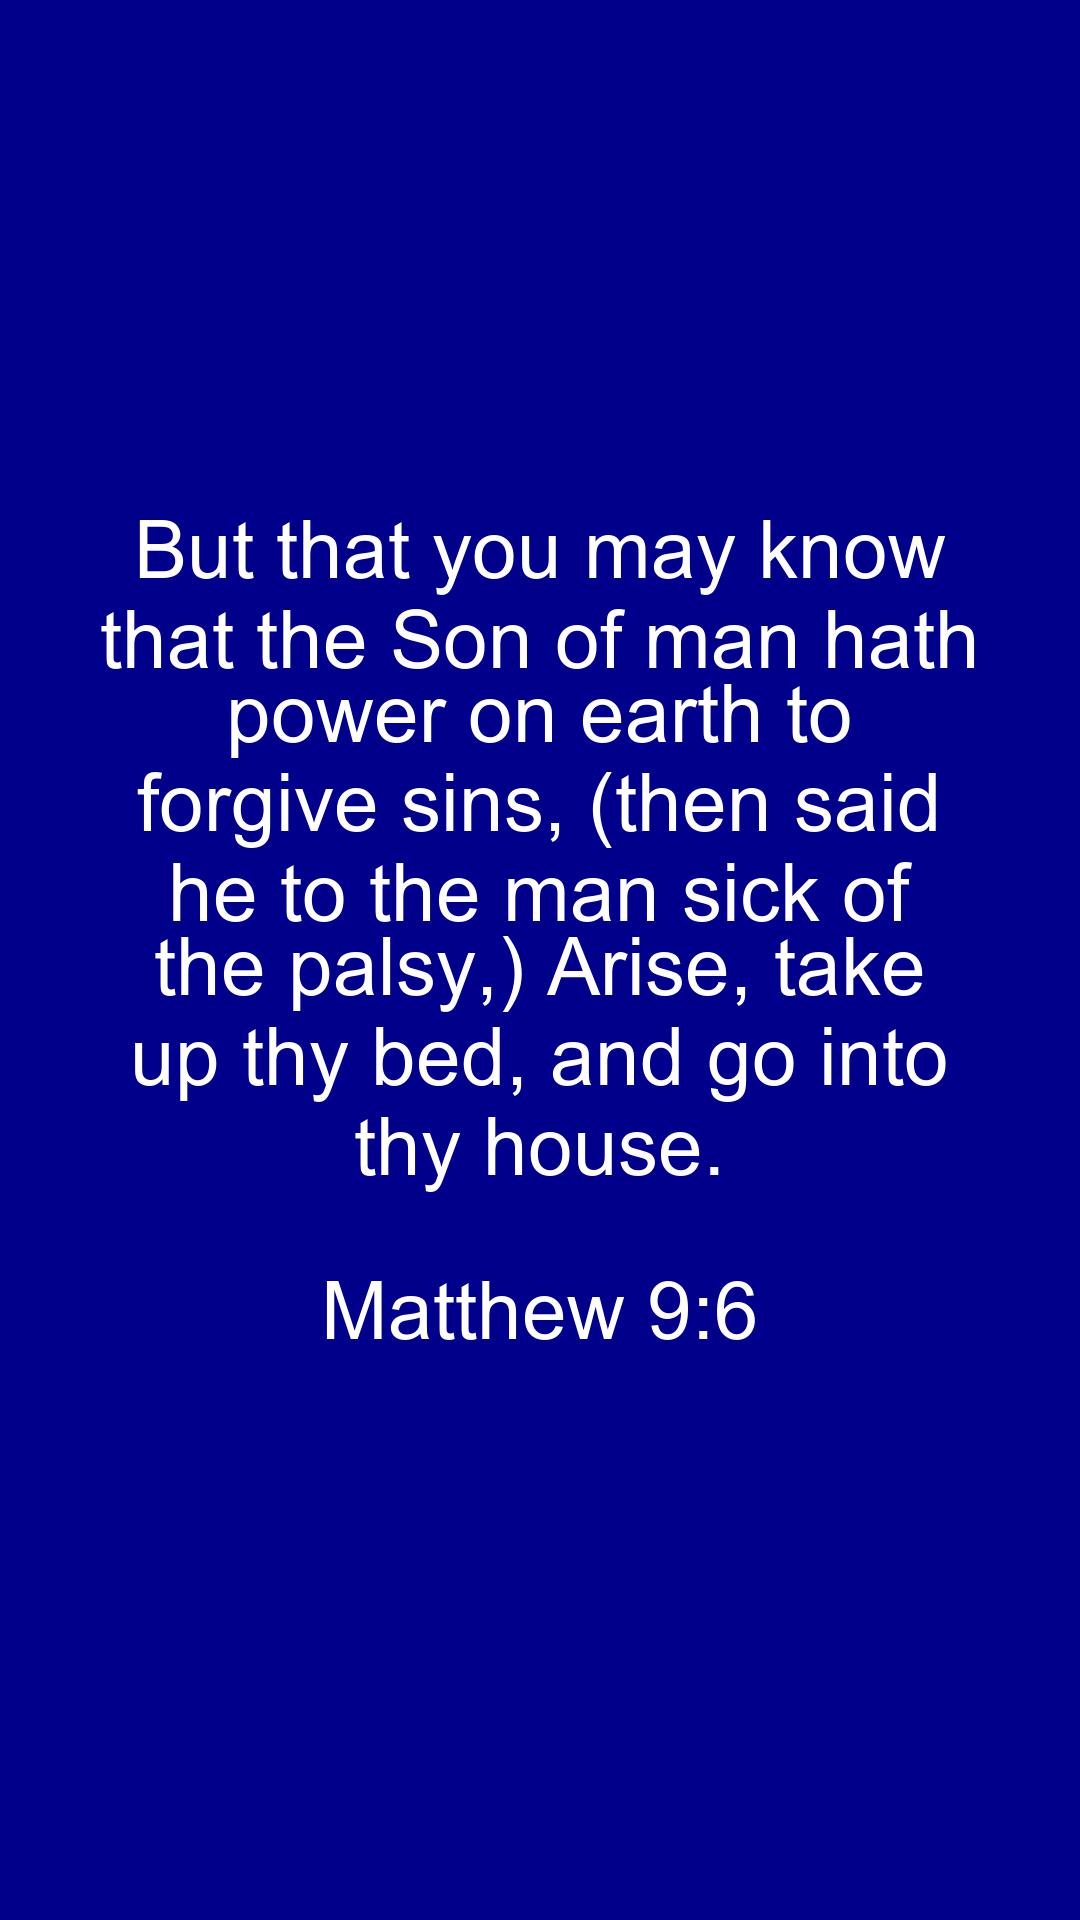 But that you may know
that the Son of man hath
power on earth to
forgive sins, (then said
he to the man sick of
the palsy,) Arise, take
up thy bed, and go into
thy house.
Matthew 9:6